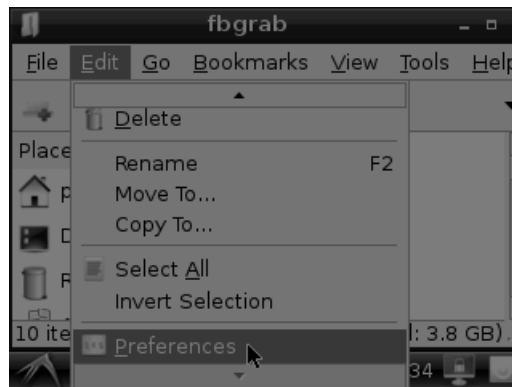 fbgrab
File Edit Go Bookmarks View Tools Help
Delete
Place
Rename F2
Move To...
Copy To...
Select All
Invert Selection
10 ite
l: 3.8 GB)
Preferences
34